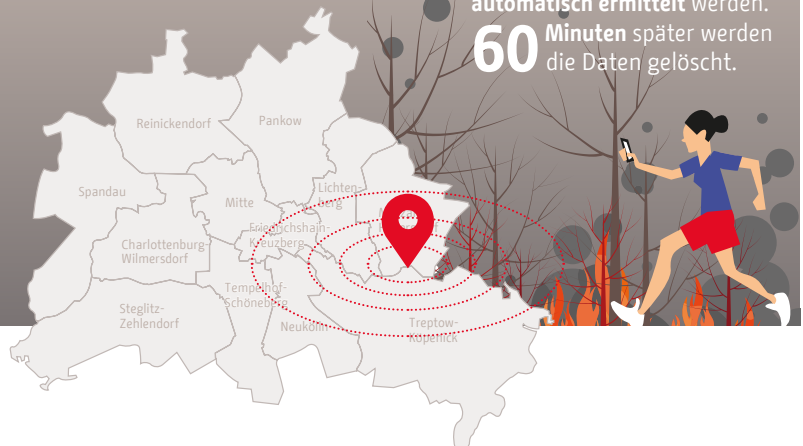 automatisch ermittelt werden.
60 Minuten später werden
die Daten gelöscht.
Reinickendorf
Pankow
Spandau
Lichten-
berg
Mitte
Friedrichshain-
Kreuzberg
Charlottenburg-
Wilmersdorf
Tempelhof-
Schöneberg
Steglitz-
Zehlendorf
Neukölln
Treptow-
Köpenick